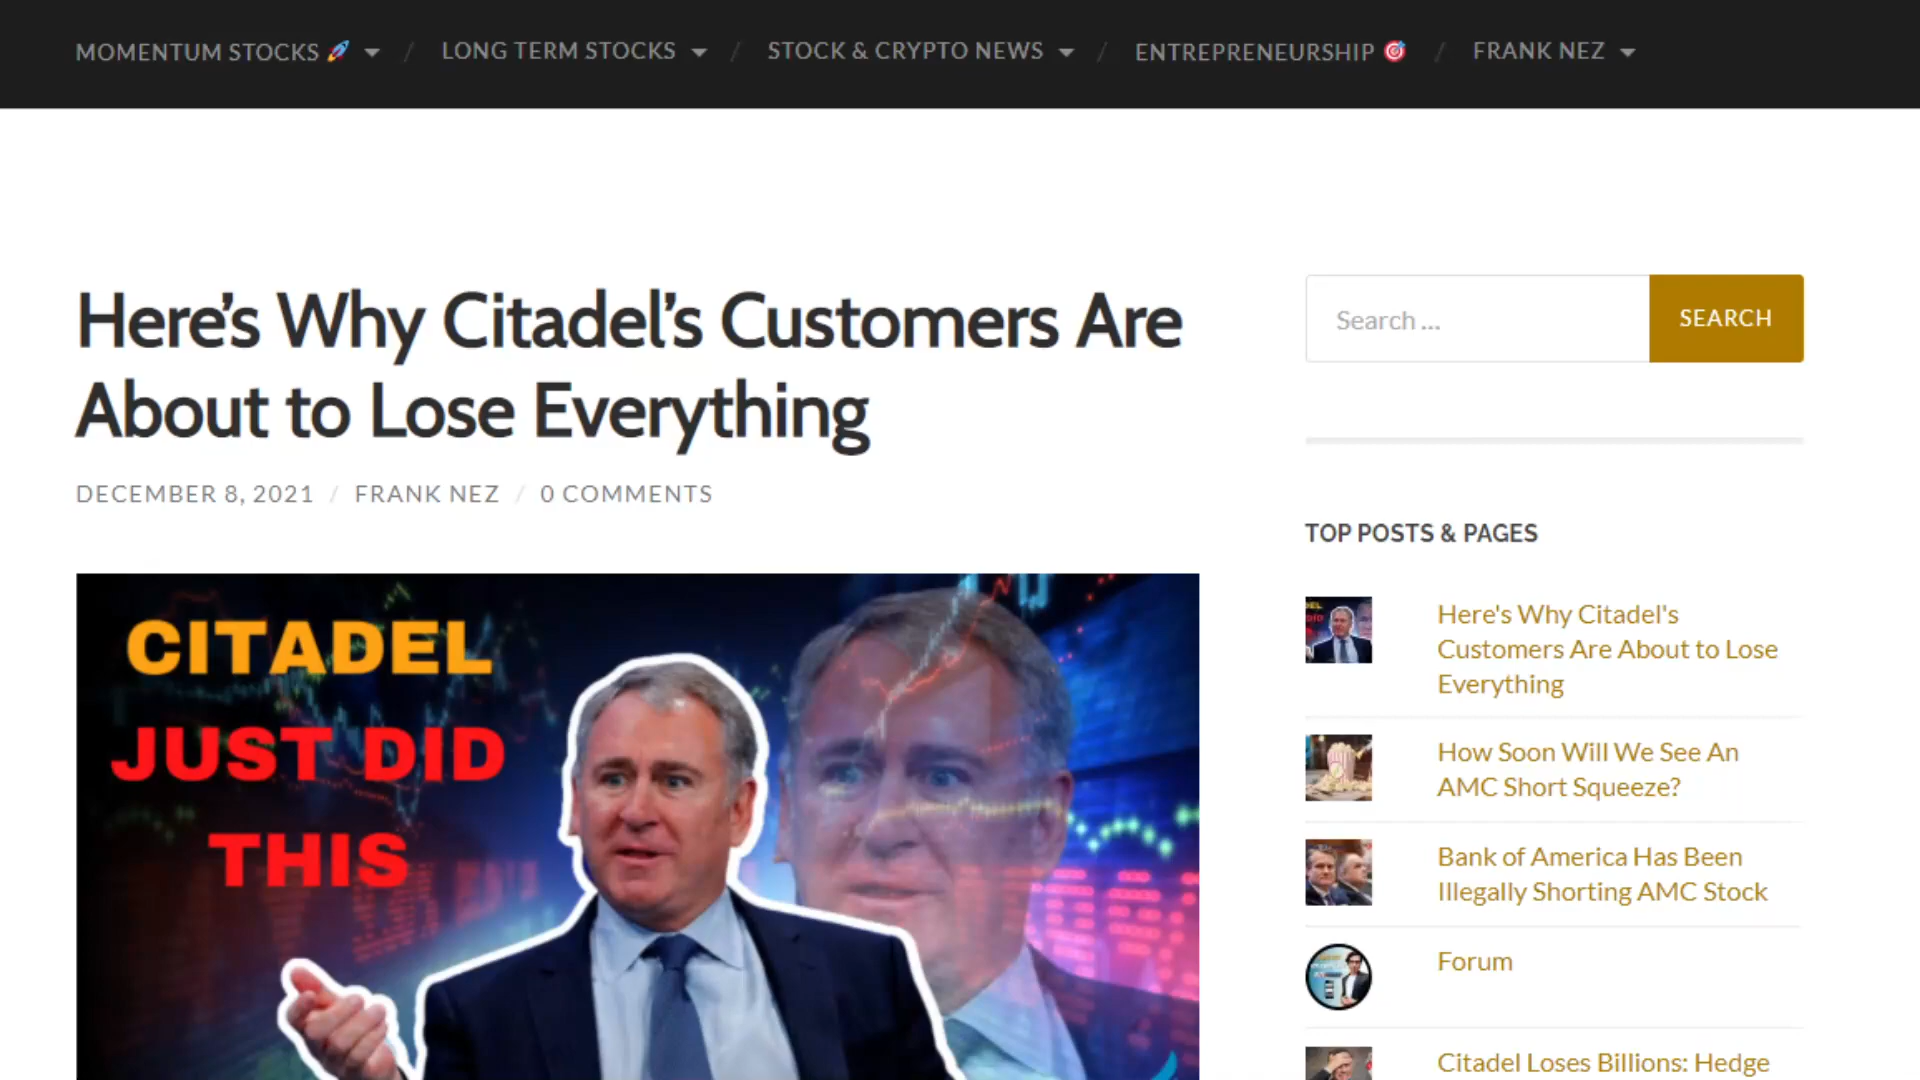 MOMENTUM STOCKS 🚀 / LONG TERM STOCKS / STOCK & CRYPTO NEWS / ENTREPRENEURSHIP 🎯 / FRANK NEZ
Here’s Why Citadel’s Customers Are
About to Lose Everything
DECEMBER 8, 2021 / FRANK NEZ / 0 COMMENTS
CITADEL
JUST DID
THIS
Search ...
SEARCH
TOP POSTS & PAGES
Here's Why Citadel's
Customers Are About to Lose
Everything
How Soon Will We See An
AMC Short Squeeze?
Bank of America Has Been
Illegally Shorting AMC Stock
Forum
Citadel Loses Billions: Hedge